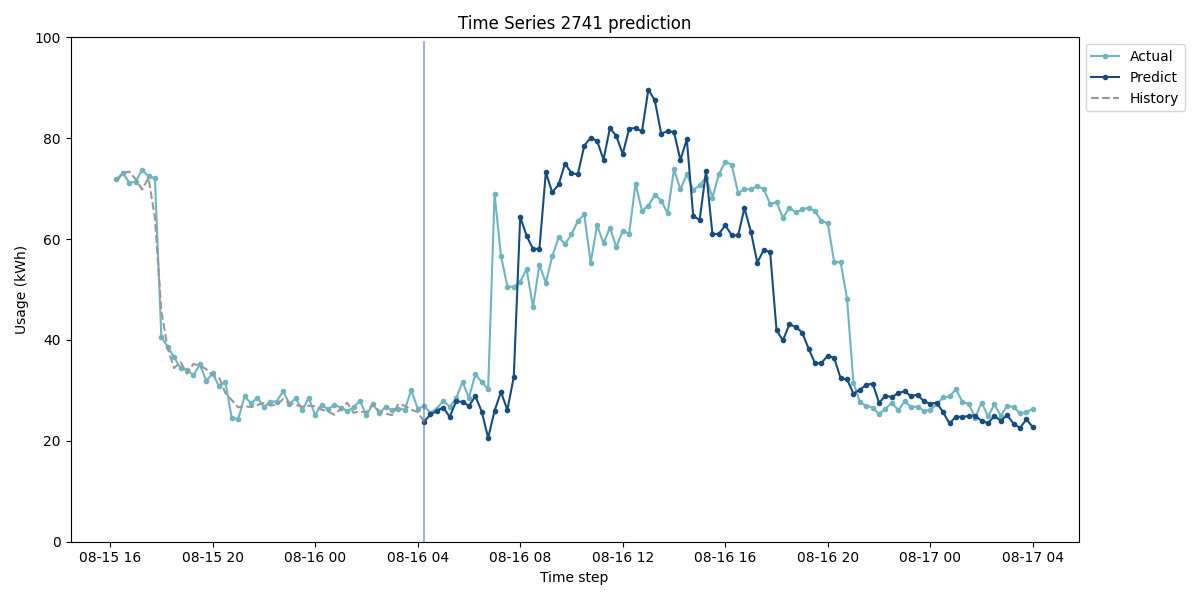 Time Series 2741 prediction
100
80
60
40
20
0
Usage (kWh)
08-15 16
08-15 20
08-16 00
08-16 04
08-16 08
08-16 12
08-16 16
08-16 20
08-17 00
08-17 04
Time step
Actual
Predict
History